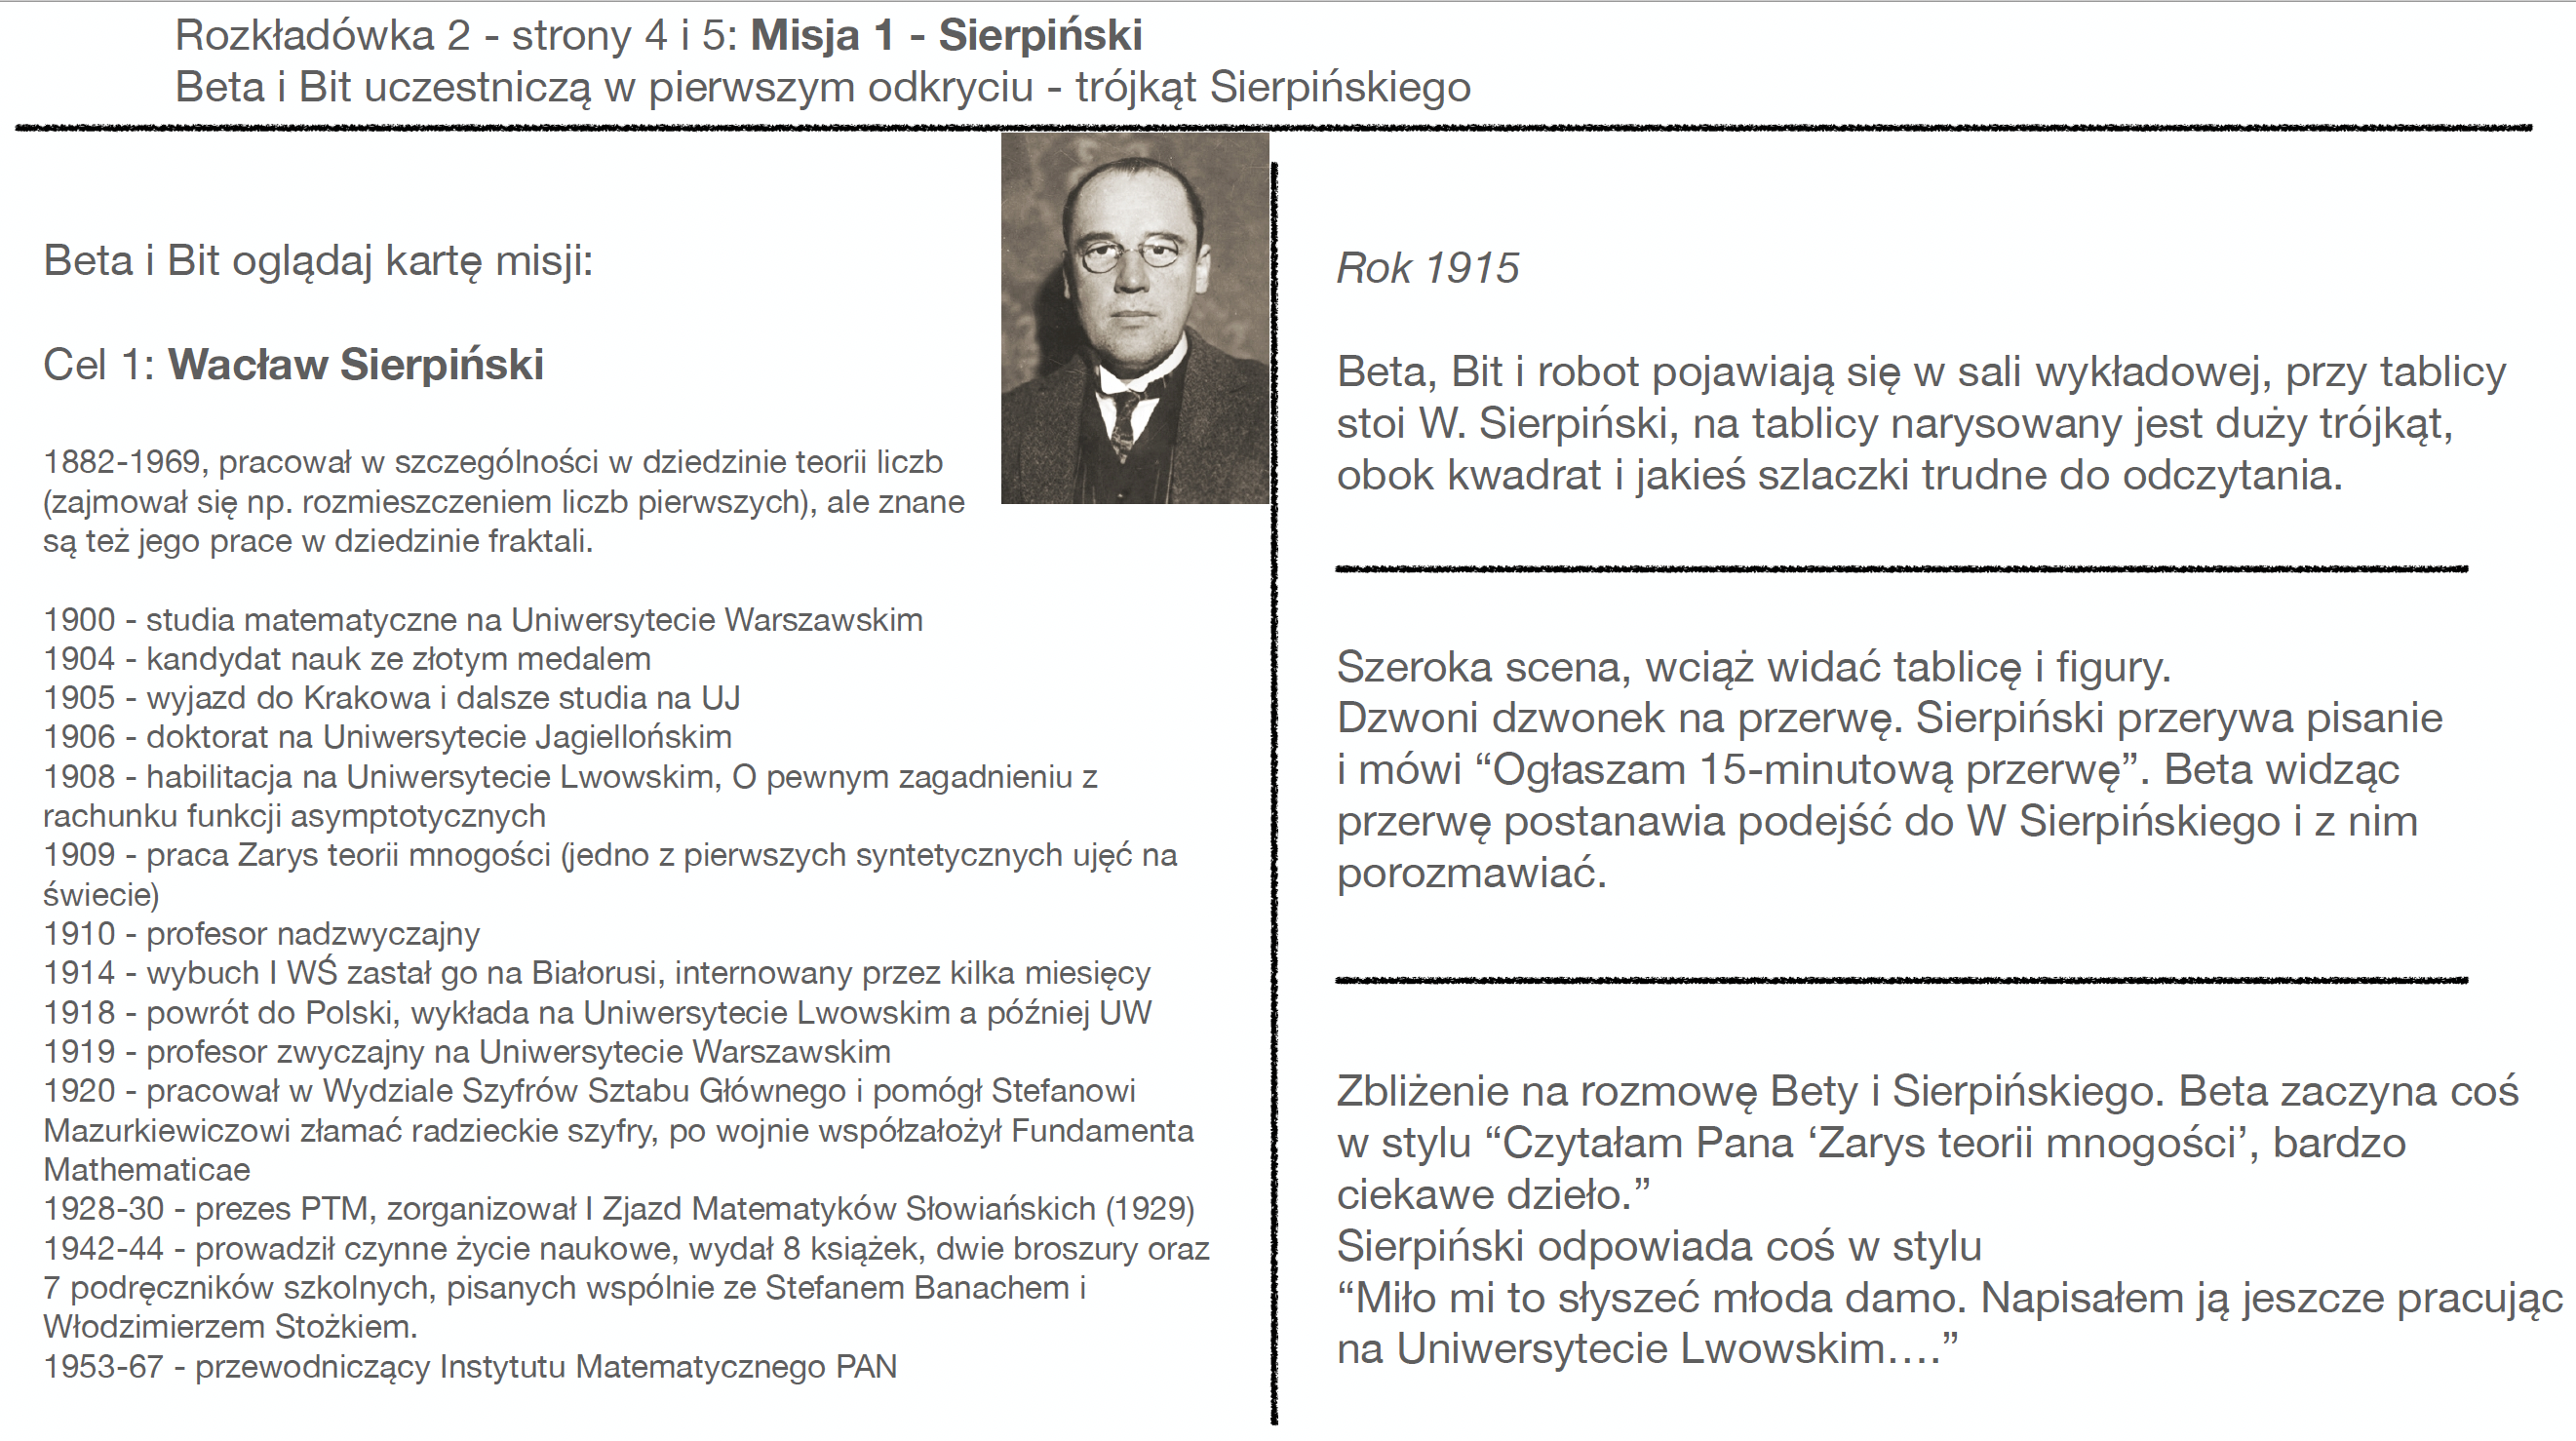 Rozkładówka 2 - strony 4 i 5: Misja 1 - Sierpiński
Beta i Bit uczestniczą w pierwszym odkryciu - trójkąt Sierpińskiego
Beta i Bit oglądaj kartę misji:
Cel 1: Wacław Sierpiński
1882-1969, pracował w szczególności w dziedzinie teorii liczb
(zajmował się np. rozmieszczeniem liczb pierwszych), ale znane
są też jego prace w dziedzinie fraktali.
1900 - studia matematyczne na Uniwersytecie Warszawskim
1904 - kandydat nauk ze złotym medalem
1905 - wyjazd do Krakowa i dalsze studia na UJ
1906 - doktorat na Uniwersytecie Jagiellońskim
1908 - habilitacja na Uniwersytecie Lwowskim, O pewnym zagadnieniu z
rachunku funkcji asymptotycznych
1909 - praca Zarys teorii mnogości (jedno z pierwszych syntetycznych ujęć na
świecie)
1910 - profesor nadzwyczajny
1914 - wybuch I WŚ zastał go na Białorusi, internowany przez kilka miesięcy
1918 - powrót do Polski, wykłada na Uniwersytecie Lwowskim a później UW
1919 - profesor zwyczajny na Uniwersytecie Warszawskim
1920 - pracował w Wydziale Szyfrów Sztabu Głównego i pomógł Stefanowi
Mazurkiewiczowi złamać radzieckie szyfry, po wojnie współzałożył Fundamenta
Mathematicae
1928-30 - prezes PTM, zorganizował I Zjazd Matematyków Słowiańskich (1929)
1942-44 - prowadził czynne życie naukowe, wydał 8 książek, dwie broszury oraz
7 podręczników szkolnych, pisanych wspólnie ze Stefanem Banachem i
Włodzimierzem Stożkiem.
1953-67 - przewodniczący Instytutu Matematycznego PAN
Rok 1915
Beta, Bit i robot pojawiają się w sali wykładowej, przy tablicy
stoi W. Sierpiński, na tablicy narysowany jest duży trójkąt,
obok kwadrat i jakieś szlaczki trudne do odczytania.
Szeroka scena, wciąż widać tablicę i figury.
Dzwoni dzwonek na przerwę. Sierpiński przerywa pisanie
i mówi “Ogłaszam 15-minutową przerwę”. Beta widząc
przerwę postanawia podejść do W Sierpińskiego i z nim
porozmawiać.
Zbliżenie na rozmowę Bety i Sierpińskiego. Beta zaczyna coś
w stylu “Czytałam Pana ‘Zarys teorii mnogości’, bardzo
ciekawe dzieło.”
Sierpiński odpowiada coś w stylu
“Miło mi to słyszeć młoda damo. Napisałem ją jeszcze pracując
na Uniwersytecie Lwowskim….”